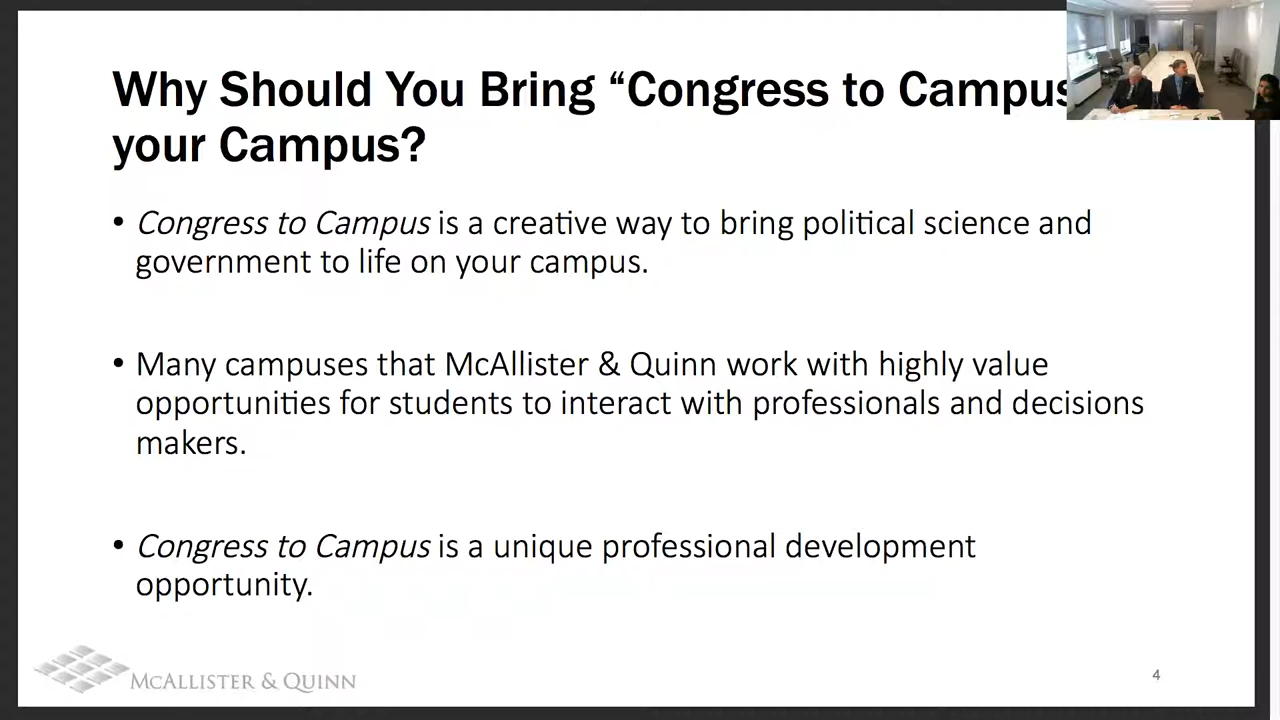 Why Should You Bring “Congress to Campus
your Campus?
• Congress to Campus is a creative way to bring political science and
government to life on your campus.
• Many campuses that McAllister & Quinn work with highly value
opportunities for students to interact with professionals and decisions
makers.
• Congress to Campus is a unique professional development
opportunity.
McALLISTER & QUINN
4